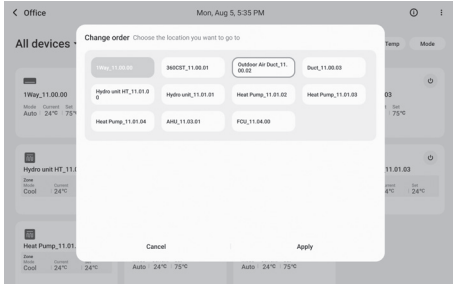 Office
Mon, Aug 5, 5:35 PM
All devices
Temp
Mode
Change order Choose the location you want to go to
1Way_11.00.00
360CST_11.00.01
Outdoor Air Duct_11.
00.02
Duct_11.00.03
Hydro unit HT_11.01.0
0
Hydro unit_11.01.01
Heat Pump_11.01.02
Heat Pump_11.01.03
Heat Pump_11.01.04
AHU_11.03.01
FCU_11.04.00
Cancel
Apply
1Way_11.00.00
Mode Current Set
Auto 24°C 75°C
03
Set
75°C
Hydro unit HT_11.0
Zone
Mode Current
Cool 24°C
11.01.03
Set
24°C 24°C
Heat Pump_11.01.
Zone
Mode Current
Cool 24°C 24°C
Auto 24°C 75°C
Auto 24°C 75°C